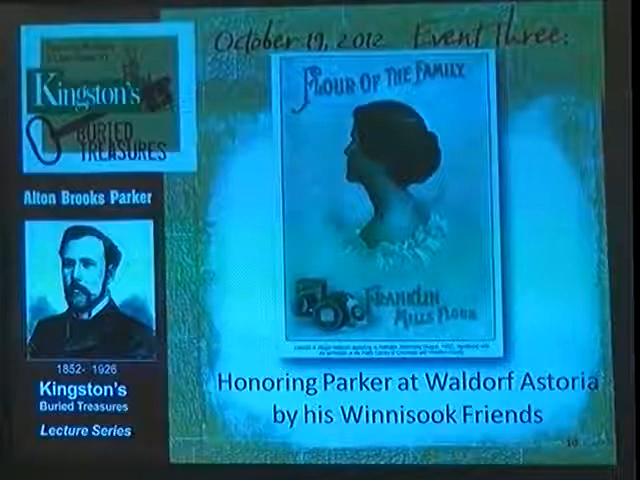 October 19, 2012 Event Three:
Kingston's
BURIED
TREASURES
Alton Brooks Parker
1852- 1926
Kingston's
Buried Treasures
Lecture Series
FLOUR OF THE FAMILY
FRANKLIN
MILLS FLOUR
Honoring Parker at Waldorf Astoria
by his Winnisook Friends
10